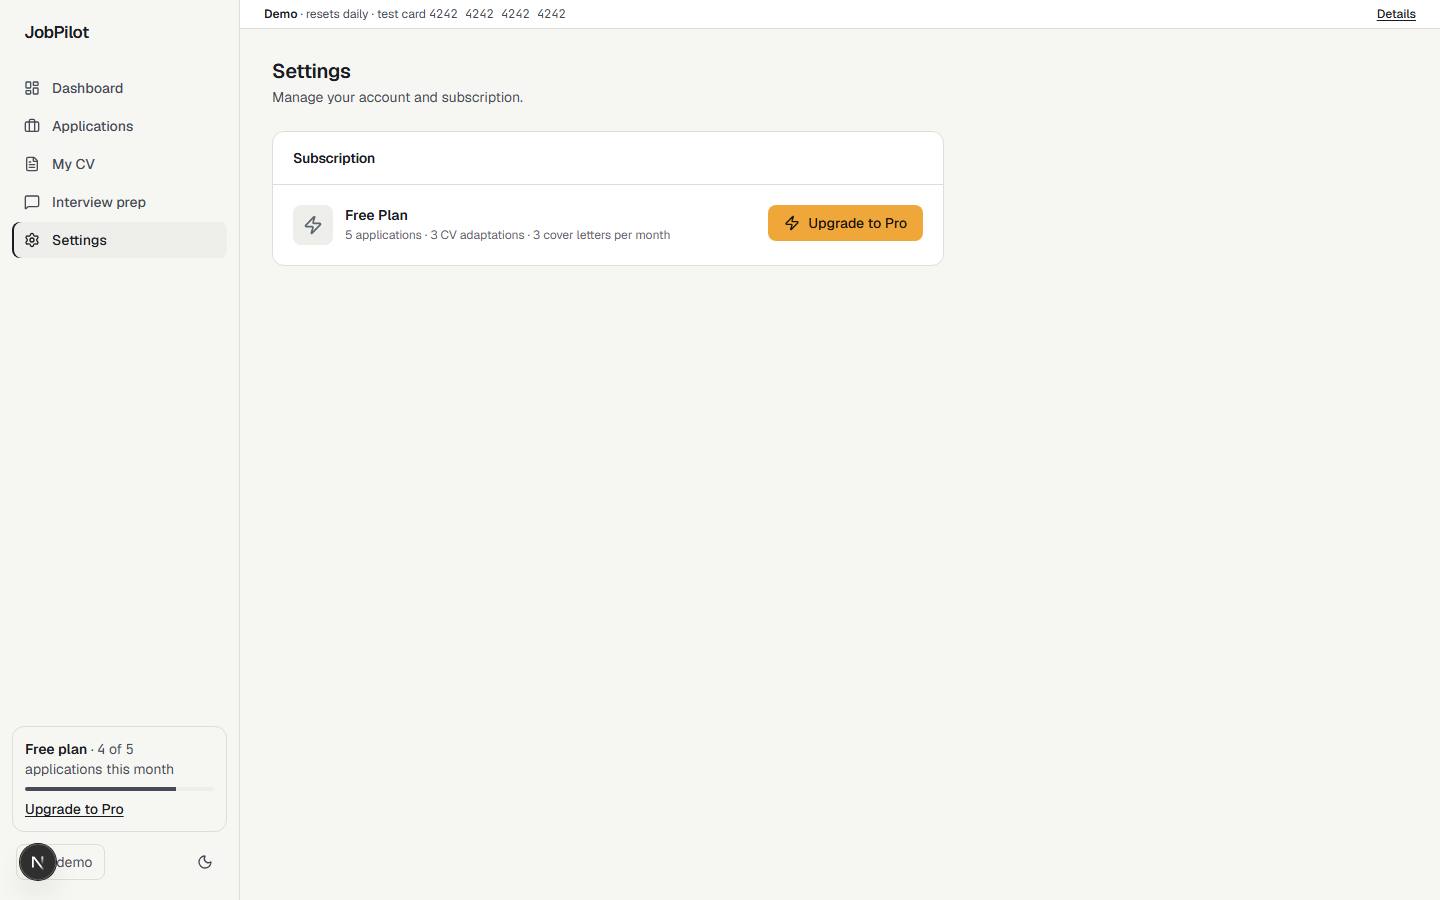 JobPilot
Dashboard
Applications
My CV
Interview prep
Settings
Free plan · 4 of 5
applications this month
Upgrade to Pro
N demo
Demo · resets daily · test card 4242 4242 4242 4242
Details
Settings
Manage your account and subscription.
Subscription
Free Plan
5 applications · 3 CV adaptations · 3 cover letters per month
Upgrade to Pro